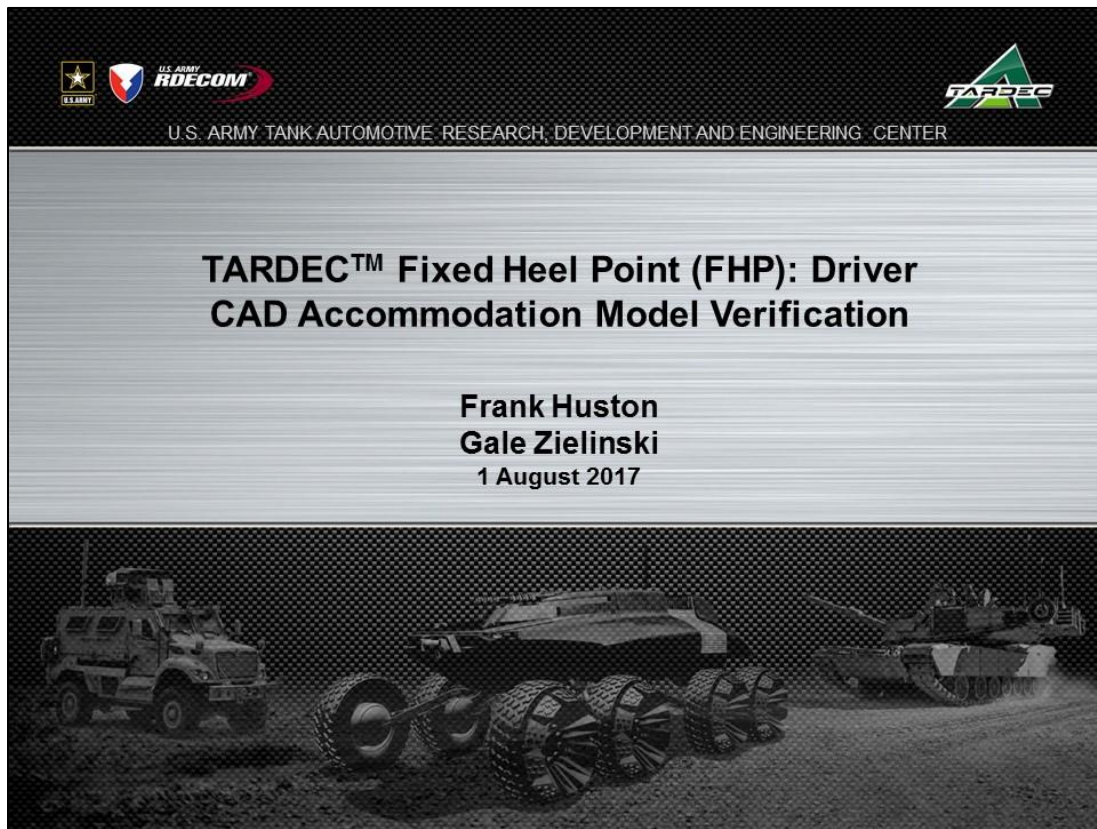 U.S. ARMY
U.S. ARMY
RDECOM®
TARDEC
U.S. ARMY TANK AUTOMOTIVE RESEARCH, DEVELOPMENT AND ENGINEERING CENTER
TARDEC™ Fixed Heel Point (FHP): Driver
CAD Accommodation Model Verification
Frank Huston
Gale Zielinski
1 August 2017